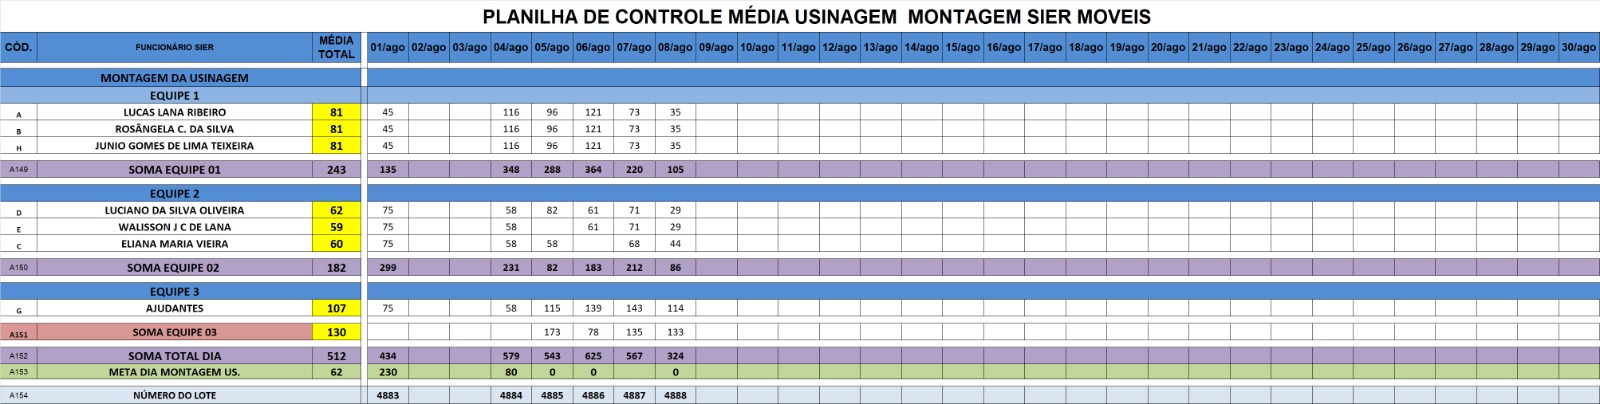 PLANILHA DE CONTROLE MÉDIA USINAGEM MONTAGEM SIER MOVEIS
CÓD. FUNCIONÁRIO SIER MÉDIA TOTAL 01/ago 02/ago 03/ago 04/ago 05/ago 06/ago 07/ago 08/ago 09/ago 10/ago 11/ago 12/ago 13/ago 14/ago 15/ago 16/ago 17/ago 18/ago 19/ago 20/ago 21/ago 22/ago 23/ago 24/ago 25/ago 26/ago 27/ago 28/ago 29/ago 30/ago
MONTAGEM DA USINAGEM
EQUIPE 1
A LUCAS LANA RIBEIRO 81 45 116 96 121 73 35
B ROSÂNGELA C. DA SILVA 81 45 116 96 121 73 35
H JUNIO GOMES DE LIMA TEIXEIRA 81 45 116 96 121 73 35
A149 SOMA EQUIPE 01 243 135 348 288 364 220 105
EQUIPE 2
D LUCIANO DA SILVA OLIVEIRA 62 75 58 82 61 71 29
E WALISSON J C DE LANA 59 75 58 61 71 29
C ELIANA MARIA VIEIRA 60 75 58 58 68 44
A150 SOMA EQUIPE 02 182 299 231 82 183 212 86
EQUIPE 3
G AJUDANTES 107 75 58 115 139 143 114
A151 SOMA EQUIPE 03 130 173 78 135 133
A152 SOMA TOTAL DIA 512 434 579 543 625 567 324
A153 META DIA MONTAGEM US. 62 230 80 0 0 0
A154 NÚMERO DO LOTE 4883 4884 4885 4886 4887 4888